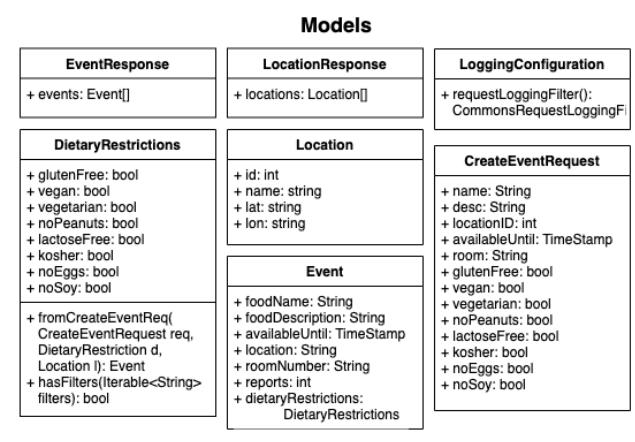 Models
EventResponse
+ events: Event[]
DietaryRestrictions
+ glutenFree: bool
+ vegan: bool
+ vegetarian: bool
+ noPeanuts: bool
+ lactoseFree: bool
+ kosher: bool
+ noEggs: bool
+ noSoy: bool
+ fromCreateEventReq(
CreateEventRequest req,
DietaryRestriction d,
Location l): Event
+ hasFilters(Iterable<String>
filters): bool
LocationResponse
+ locations: Location[]
Location
+ id: int
+ name: string
+ lat: string
+ lon: string
Event
+ foodName: String
+ foodDescription: String
+ availableUntil: TimeStamp
+ location: String
+ roomNumber: String
+ reports: int
+ dietaryRestrictions:
DietaryRestrictions
LoggingConfiguration
+ requestLoggingFilter():
CommonsRequestLoggingFi
CreateEventRequest
+ name: String
+ desc: String
+ locationID: int
+ availableUntil: TimeStamp
+ room: String
+ glutenFree: bool
+ vegan: bool
+ vegetarian: bool
+ noPeanuts: bool
+ lactoseFree: bool
+ kosher: bool
+ noEggs: bool
+ noSoy: bool